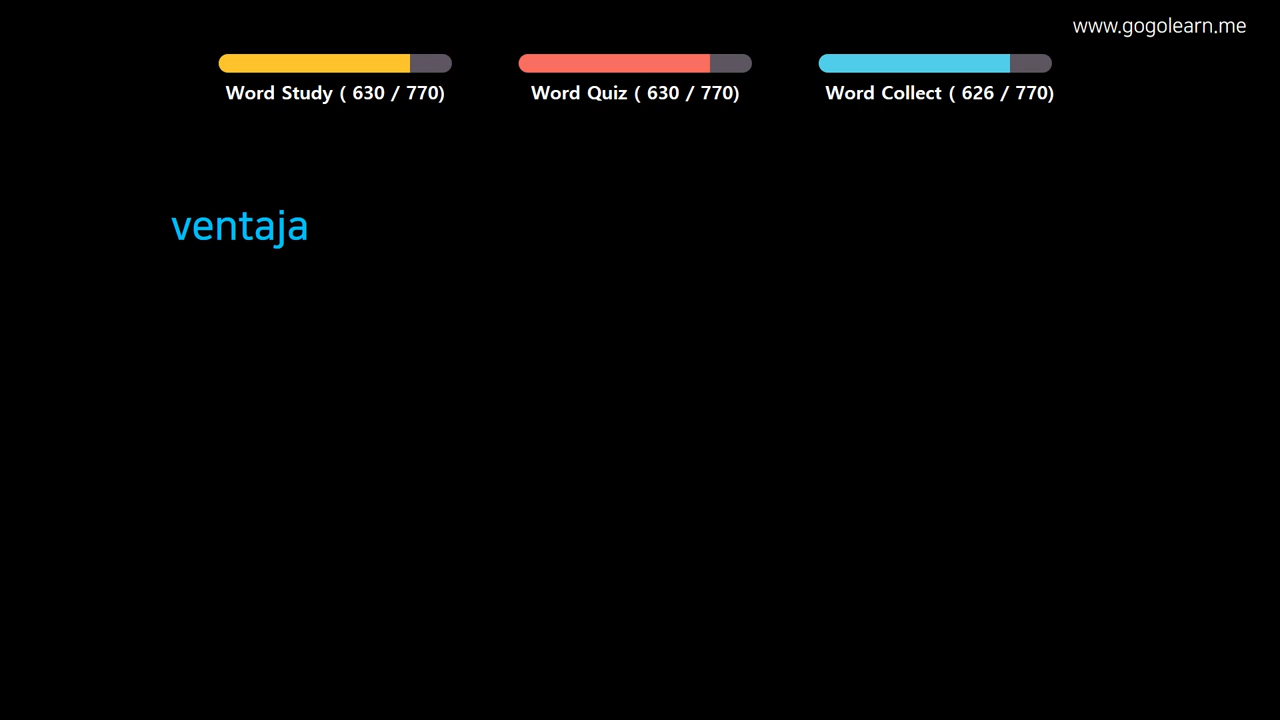 www.gogolearn.me
Word Study ( 630 / 770)
Word Quiz ( 630 / 770)
Word Collect ( 626 / 770)
ventaja